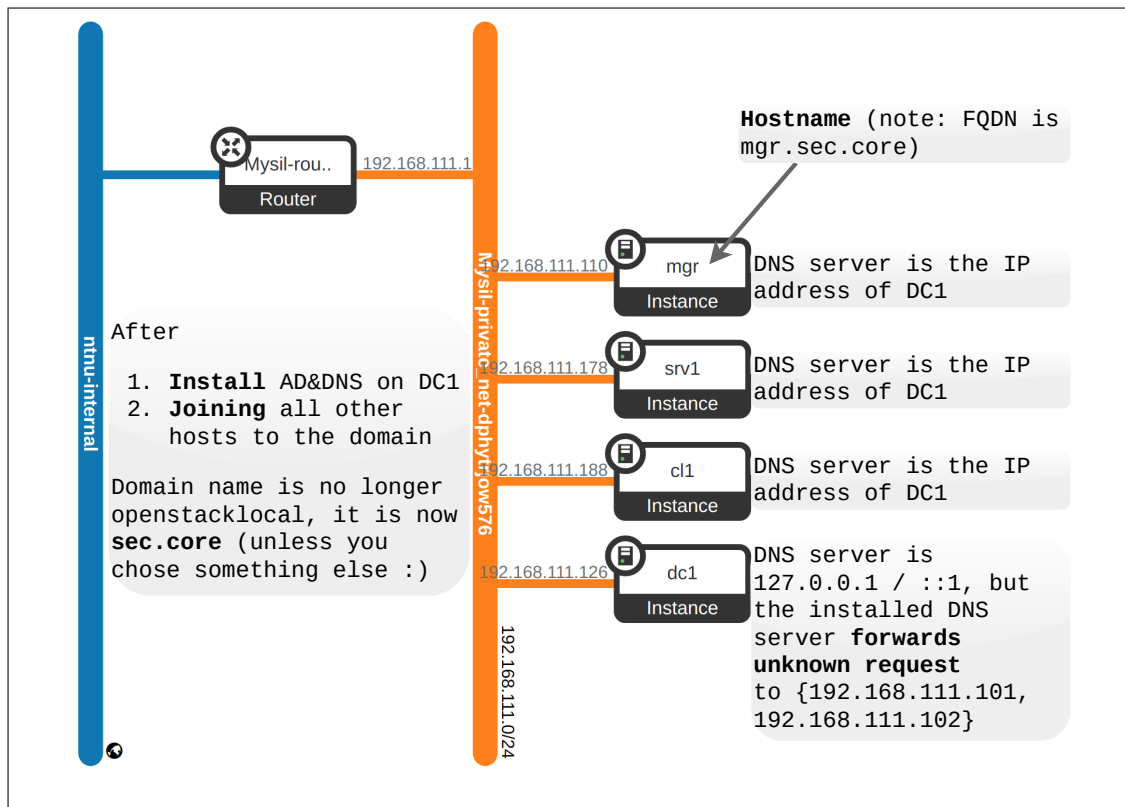 Hostname (note: FQDN is
mgr.sec.core)
Mysil-rou..
192.168.111.1
Router
192.168.111.110
mgr
Instance
DNS server is the IP
address of DC1
ntnu-internal
After
1. Install AD&DNS on DC1
2. Joining all other
hosts to the domain
Domain name is no longer
openstacklocal, it is now
sec.core (unless you
chose something else :)
192.168.111.178
srv1
Instance
DNS server is the IP
address of DC1
192.168.111.188
cl1
Instance
DNS server is the IP
address of DC1
192.168.111.126
dc1
Instance
DNS server is
127.0.0.1 / ::1, but
the installed DNS
server forwards
unknown request
to {192.168.111.101,
192.168.111.102}
192.168.111.0/24